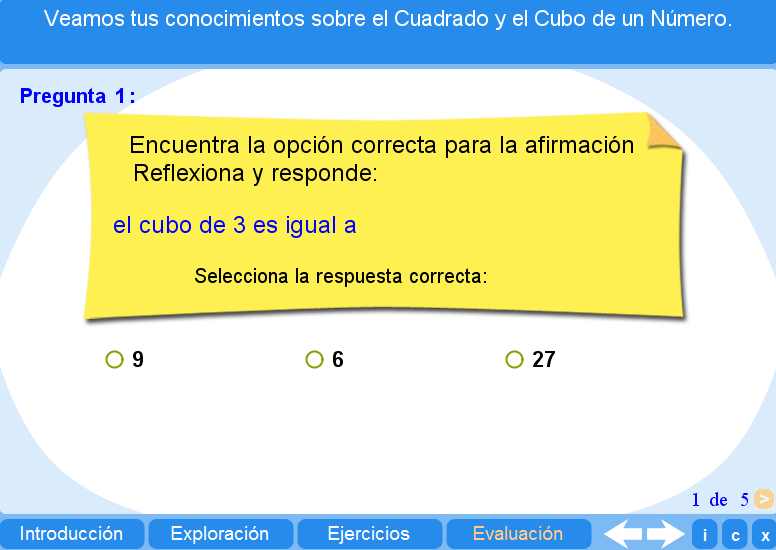 Veamos tus conocimientos sobre el Cuadrado y el Cubo de un Número.
Pregunta 1:
Encuentra la opción correcta para la afirmación
Reflexiona y responde:
el cubo de 3 es igual a
Selecciona la respuesta correcta:
9 6 27
1 de 5 >
Introducción Exploración Ejercicios Evaluación i c x